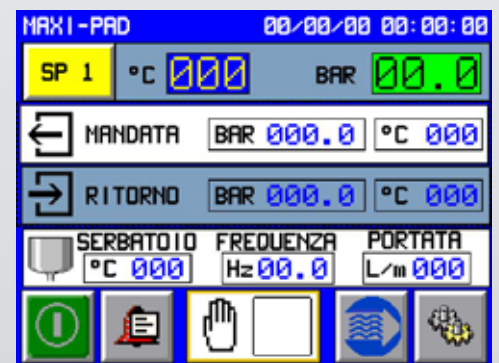 MAXI-PAD 00/00/00 00:00:00
SP 1 °C 000 BAR 00.0
MANDATA BAR 000.0 °C 000
RITORNO BAR 000.0 °C 000
SERBATOIO FREQUENZA PORTATA
°C 000 Hz 00.0 L/m 000